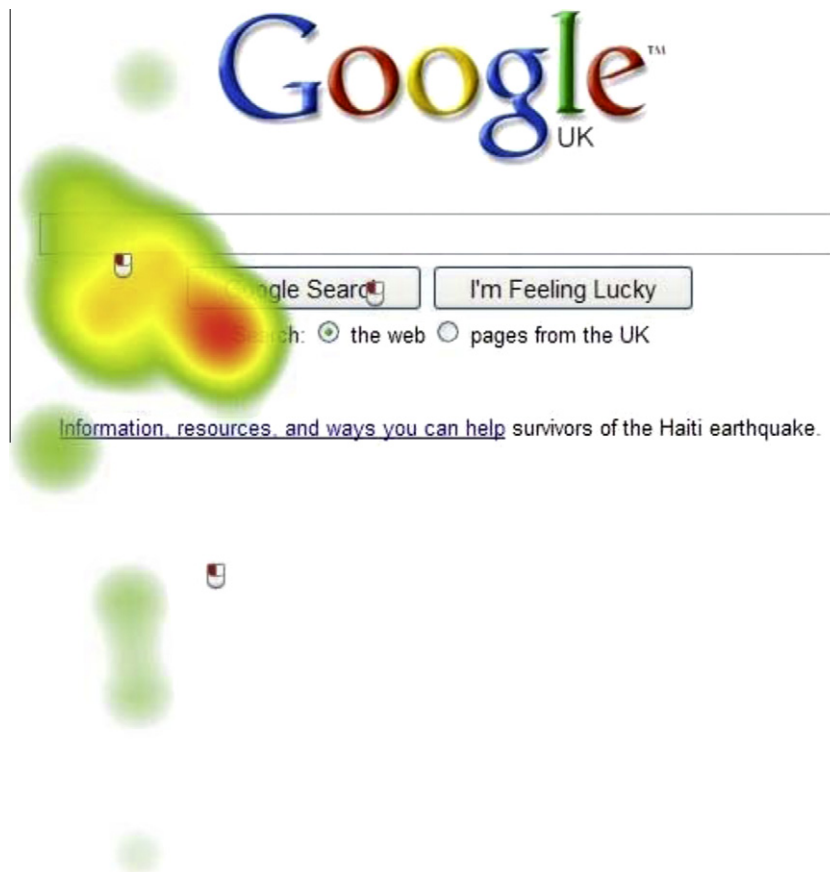 Google™
UK
Google Search I'm Feeling Lucky
Search: the web pages from the UK
Information, resources, and ways you can help survivors of the Haiti earthquake.